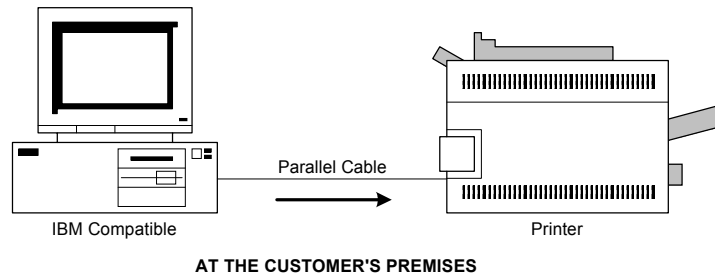 Parallel Cable
IBM Compatible
Printer
AT THE CUSTOMER'S PREMISES